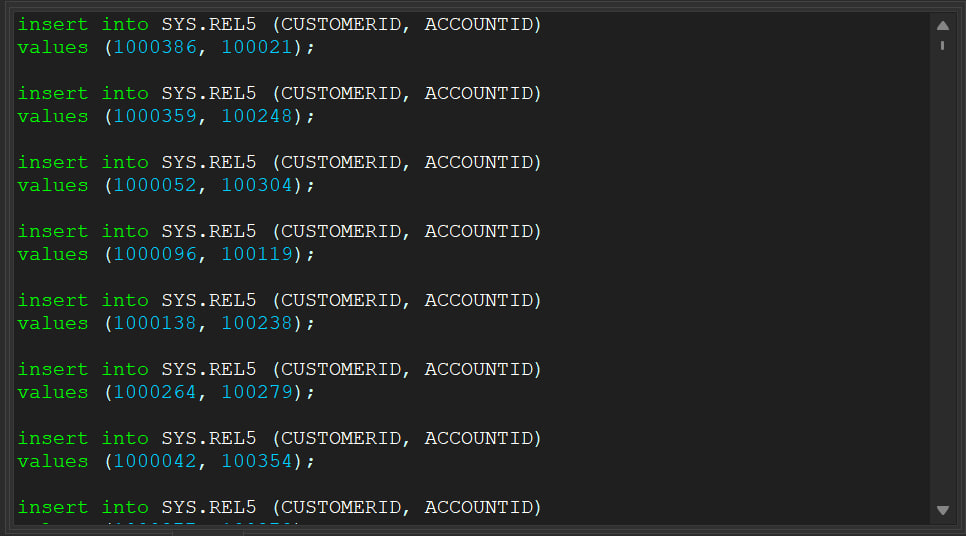 insert into SYS.REL5 (CUSTOMERID, ACCOUNTID)
values (1000386, 100021);
insert into SYS.REL5 (CUSTOMERID, ACCOUNTID)
values (1000359, 100248);
insert into SYS.REL5 (CUSTOMERID, ACCOUNTID)
values (1000052, 100304);
insert into SYS.REL5 (CUSTOMERID, ACCOUNTID)
values (1000096, 100119);
insert into SYS.REL5 (CUSTOMERID, ACCOUNTID)
values (1000138, 100238);
insert into SYS.REL5 (CUSTOMERID, ACCOUNTID)
values (1000264, 100279);
insert into SYS.REL5 (CUSTOMERID, ACCOUNTID)
values (1000042, 100354);
insert into SYS.REL5 (CUSTOMERID, ACCOUNTID)